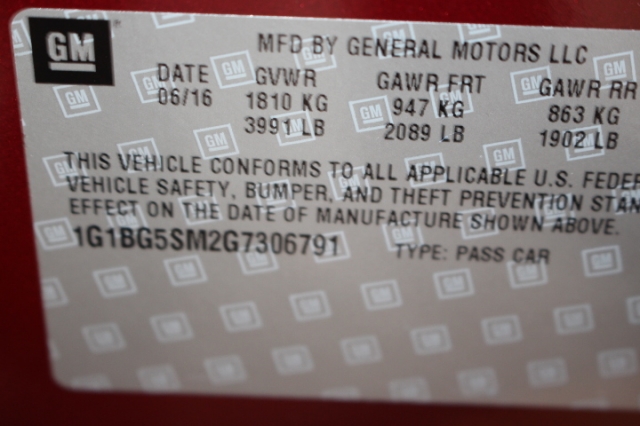 GM
MFD BY GENERAL MOTORS LLC
DATE GVWR GAWR FRT GAWR RR
06/16 1810 KG 947 KG 863 KG
3991 LB 2089 LB 1902 LB
THIS VEHICLE CONFORMS TO ALL APPLICABLE U.S. FEDER
VEHICLE SAFETY, BUMPER, AND THEFT PREVENTION STAN
EFFECT ON THE DATE OF MANUFACTURE SHOWN ABOVE.
1G1BG5SM2G7306791 TYPE: PASS CAR